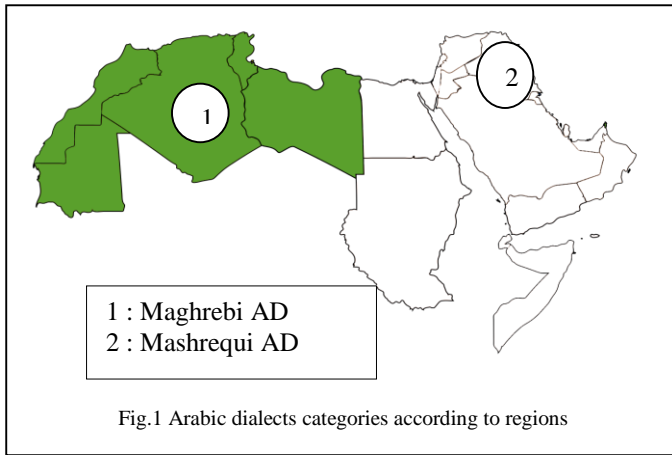 1
2
1 : Maghrebi AD
2 : Mashrequi AD
Fig.1 Arabic dialects categories according to regions